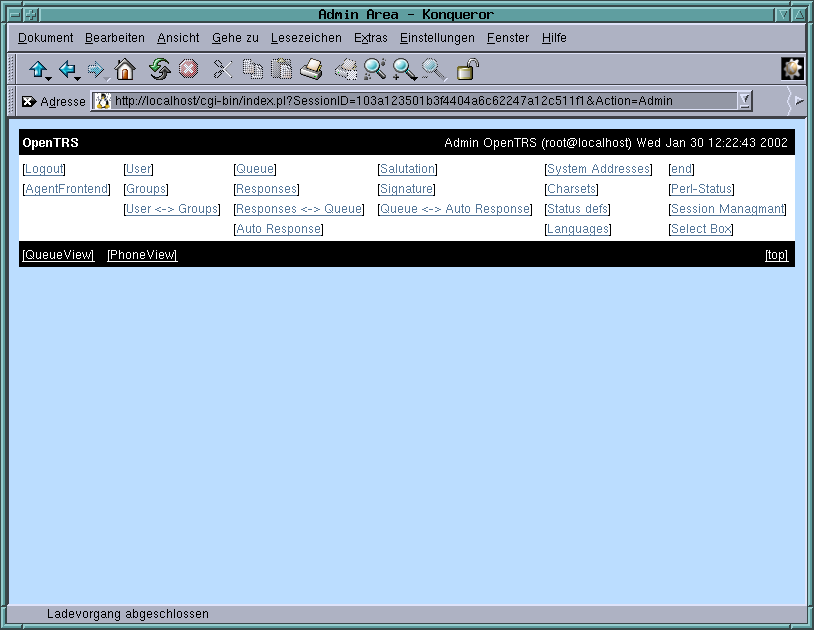 Admin Area - Konqueror
Dokument Bearbeiten Ansicht Gehe zu Lesezeichen Extras Einstellungen Fenster Hilfe
Adresse http://localhost/cgi-bin/index.pl?SessionID=103a123501b3f4404a6c62247a12c511f1&Action=Admin
OpenTRS Admin OpenTRS (root@localhost) Wed Jan 30 12:22:43 2002
[Logout] [User] [Queue] [Salutation] [System Addresses] [end]
[AgentFrontend] [Groups] [Responses] [Signature] [Charsets] [Perl-Status]
[User <-> Groups] [Responses <-> Queue] [Queue <-> Auto Response] [Status defs] [Session Managmant]
[Auto Response] [Languages] [Select Box]
[QueueView] [PhoneView] [top]
Ladevorgang abgeschlossen